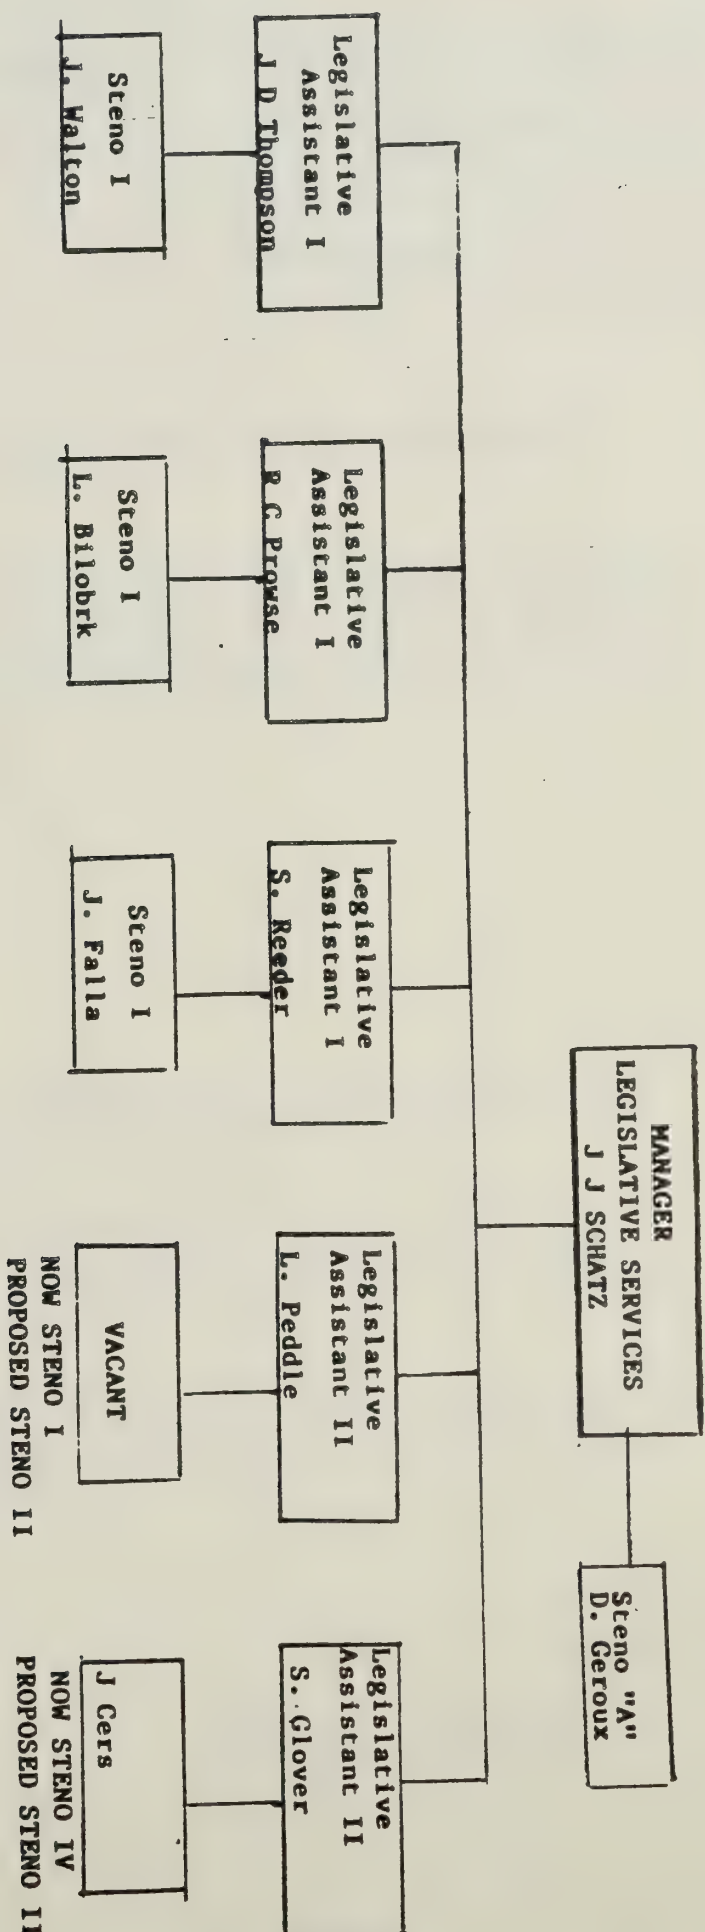 MANAGER
LEGISLATIVE SERVICES
J J SCHATZ
Steno "A"
D. Geroux
Legislative
Assistant I
J D Thompson
Legislative
Assistant I
R C Prowse
Legislative
Assistant I
S. Reeder
Legislative
Assistant II
L. Peddle
Legislative
Assistant II
S. Glover
Steno I
J. Walton
Steno I
L. Bilobrk
Steno I
J. Falla
VACANT
NOW STENO I
PROPOSED STENO II
J Cers
NOW STENO IV
PROPOSED STENO II